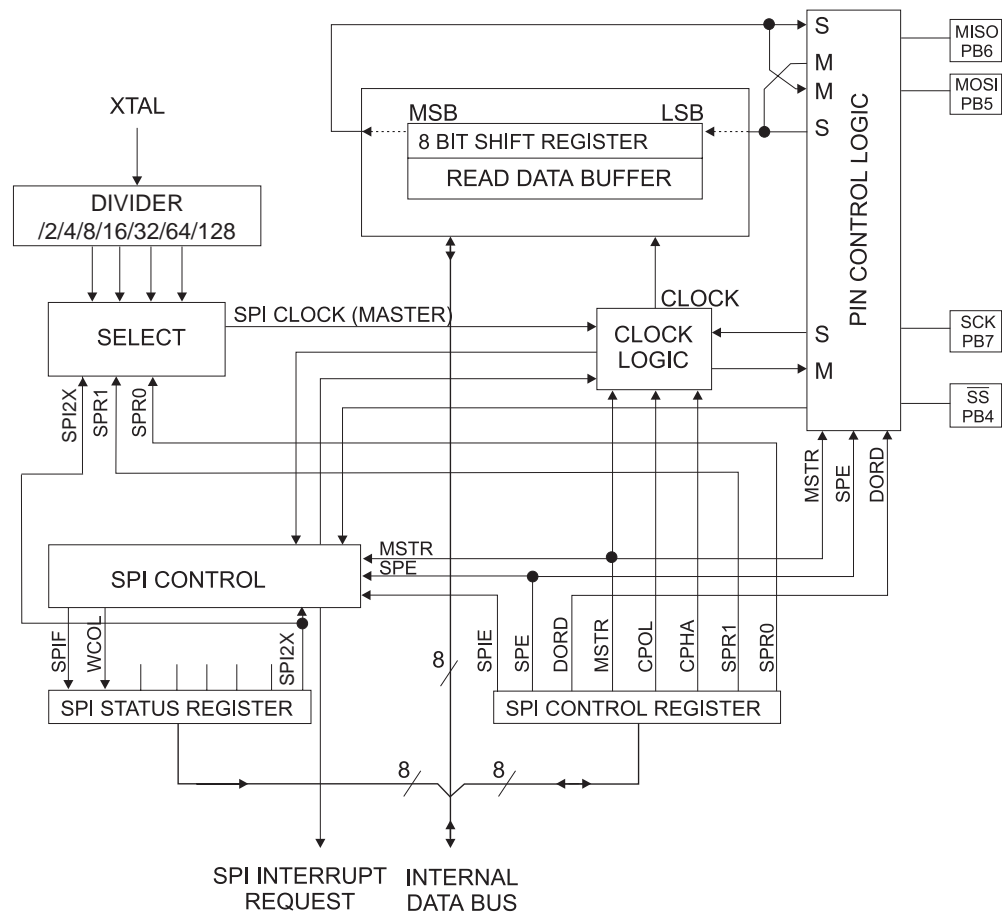 S
MISO
PB6
M
M
MOSI
PB5
S
XTAL
MSB
LSB
8 BIT SHIFT REGISTER
READ DATA BUFFER
PIN CONTROL LOGIC
DIVIDER
/2/4/8/16/32/64/128
SPI CLOCK (MASTER)
CLOCK
SELECT
CLOCK
LOGIC
S
M
SCK
PB7
SS
PB4
SPI2X
SPR1
SPR0
MSTR
SPE
DORD
MSTR
SPE
SPI CONTROL
SPIF
WCOL
SPI2X
8
SPIE
SPE
DORD
MSTR
CPOL
CPHA
SPR1
SPR0
SPI STATUS REGISTER
SPI CONTROL REGISTER
8
8
SPI INTERRUPT
REQUEST
INTERNAL
DATA BUS